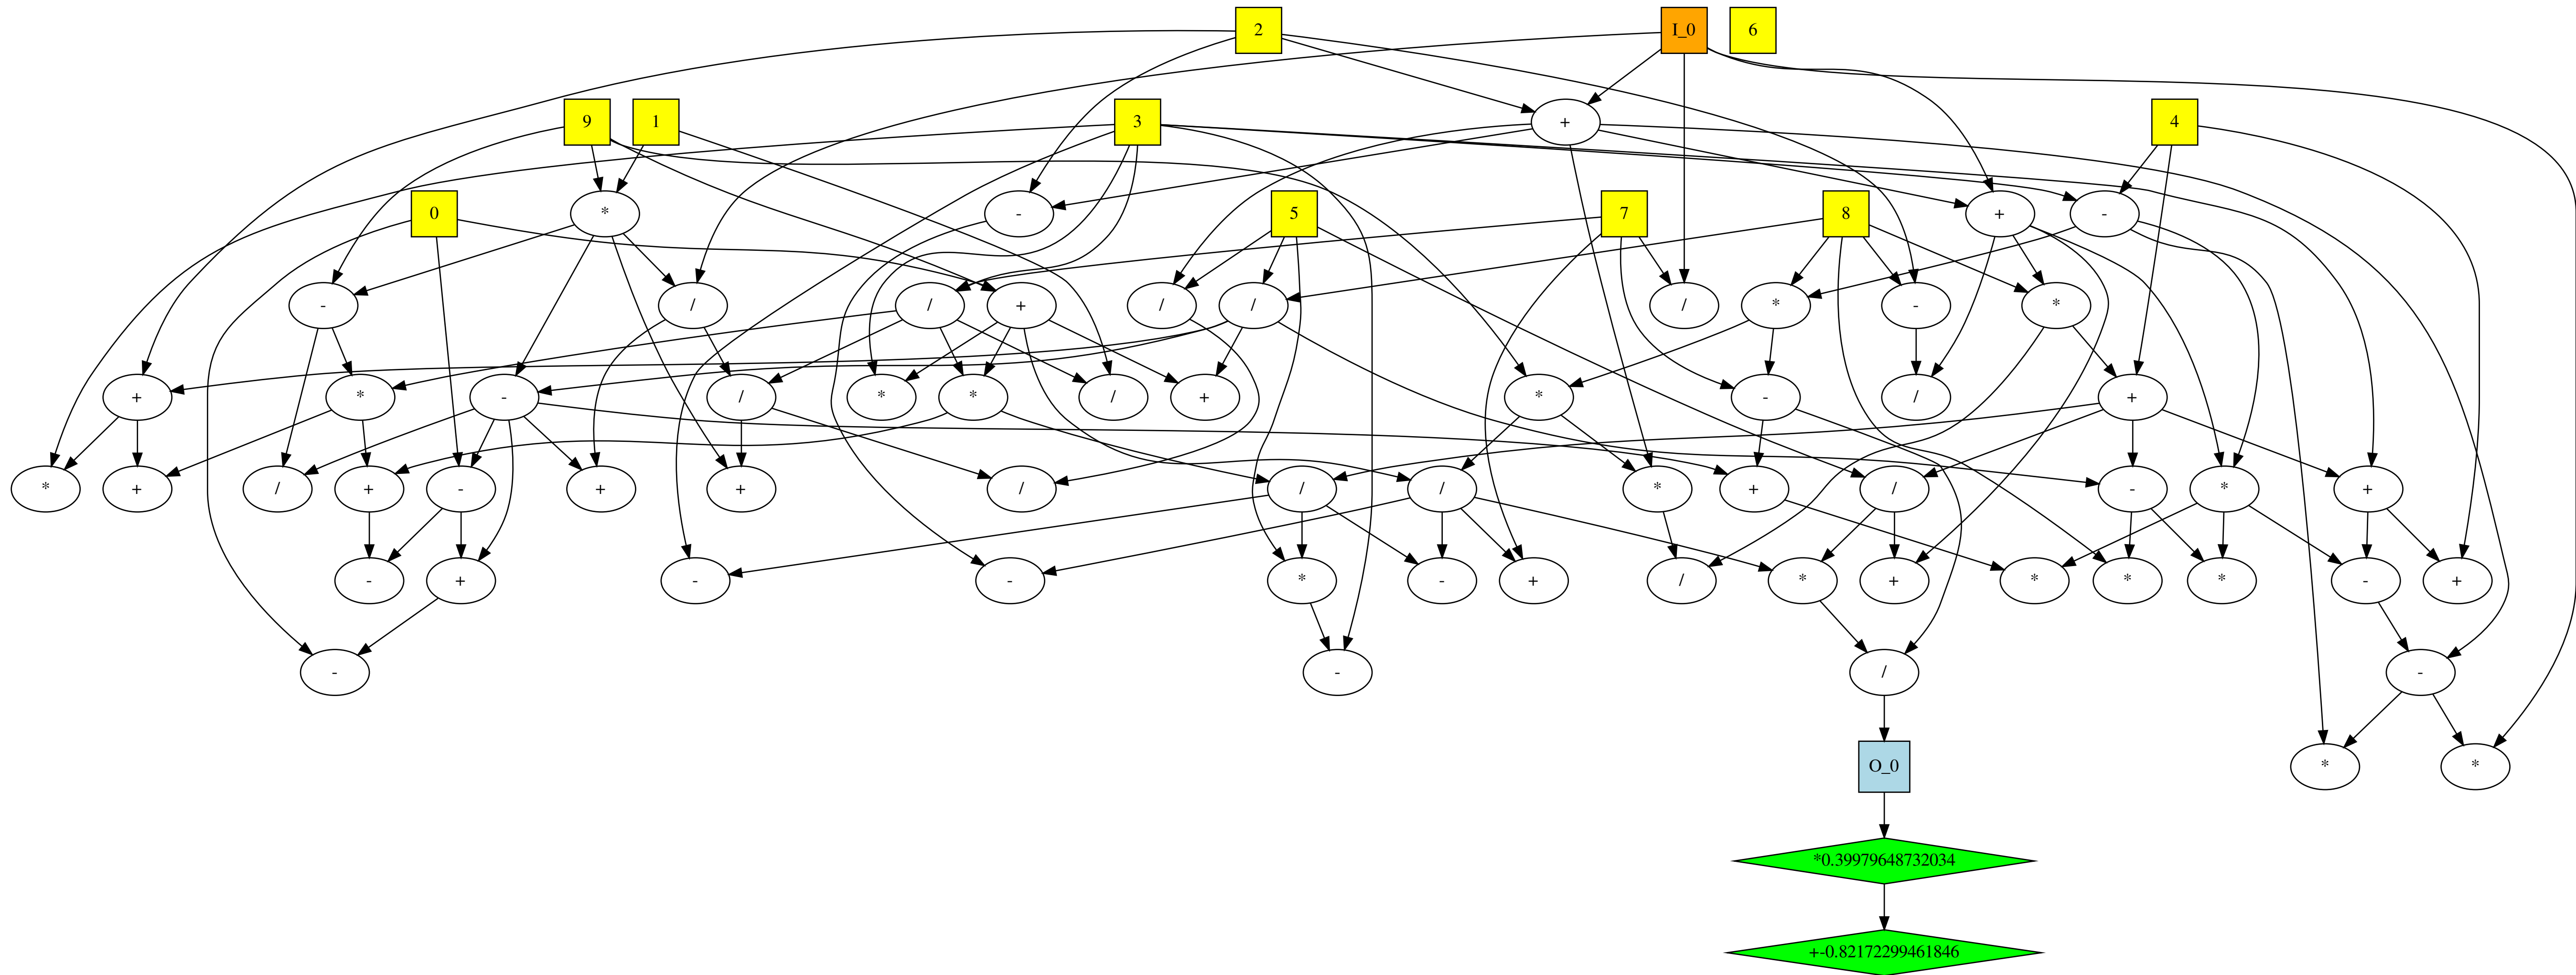 2 I_0 6
9 1 3 + 4
0 * - 5 7 8 + -
- / / + / / / * - *
+ * - / * * / + * - / +
* + / + - + + / / / * + / - * +
- + - - * - + / * + * * * - +
- - / -
O_0 * *
*0.39979648732034
+-0.82172299461846